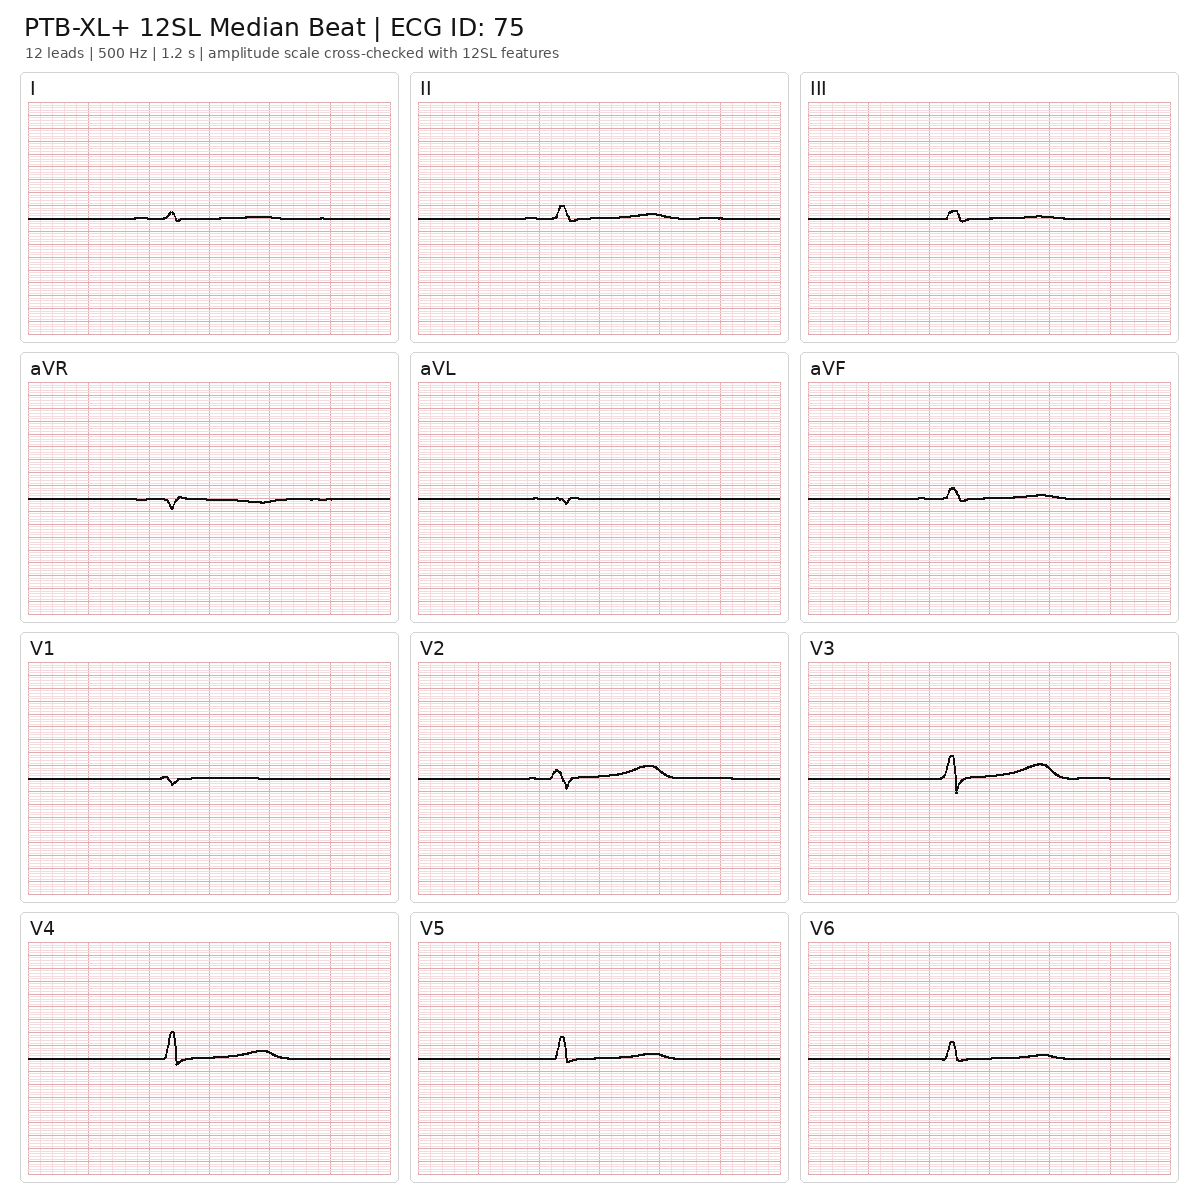 PTB-XL+ 12SL Median Beat | ECG ID: 75
12 leads | 500 Hz | 1.2 s | amplitude scale cross-checked with 12SL features
I
II
III
aVR
aVL
aVF
V1
V2
V3
V4
V5
V6